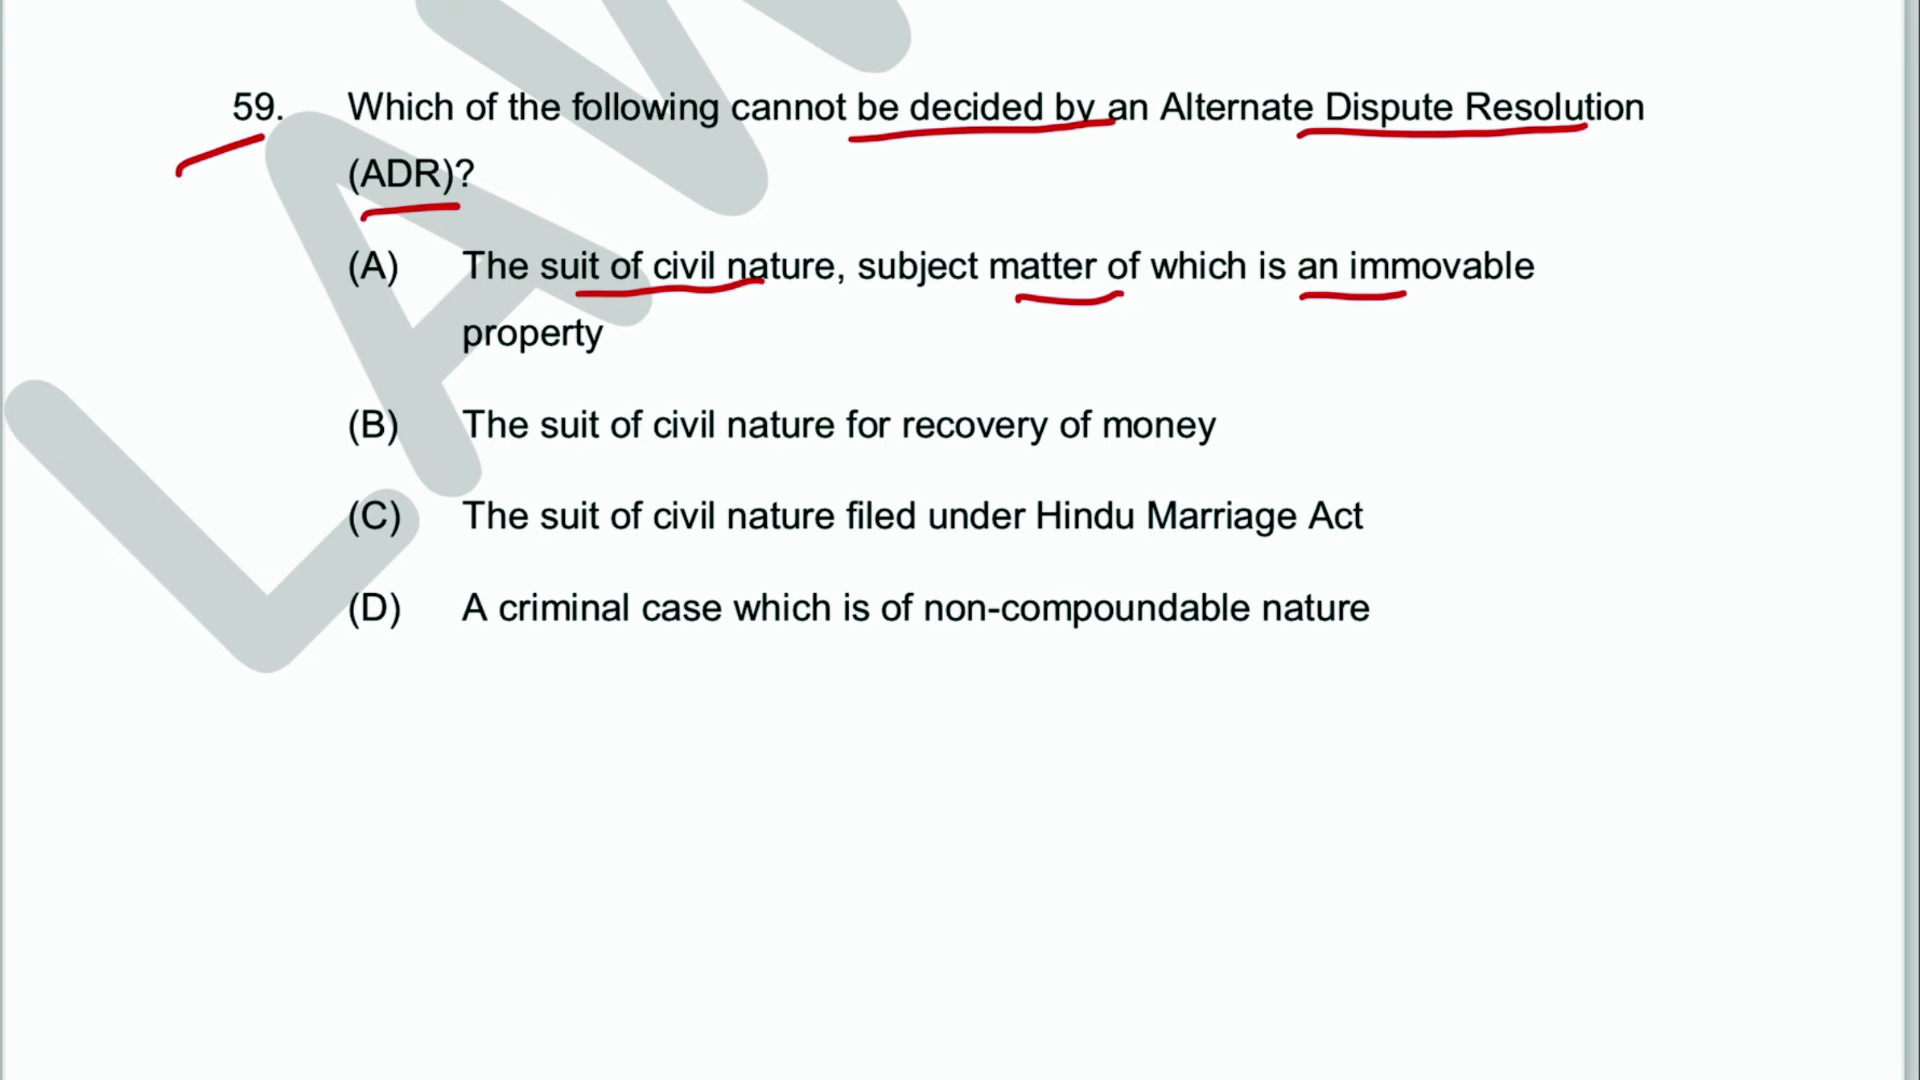 59. Which of the following cannot be decided by an Alternate Dispute Resolution
(ADR)?
(A) The suit of civil nature, subject matter of which is an immovable
property
(B) The suit of civil nature for recovery of money
(C) The suit of civil nature filed under Hindu Marriage Act
(D) A criminal case which is of non-compoundable nature
LAW